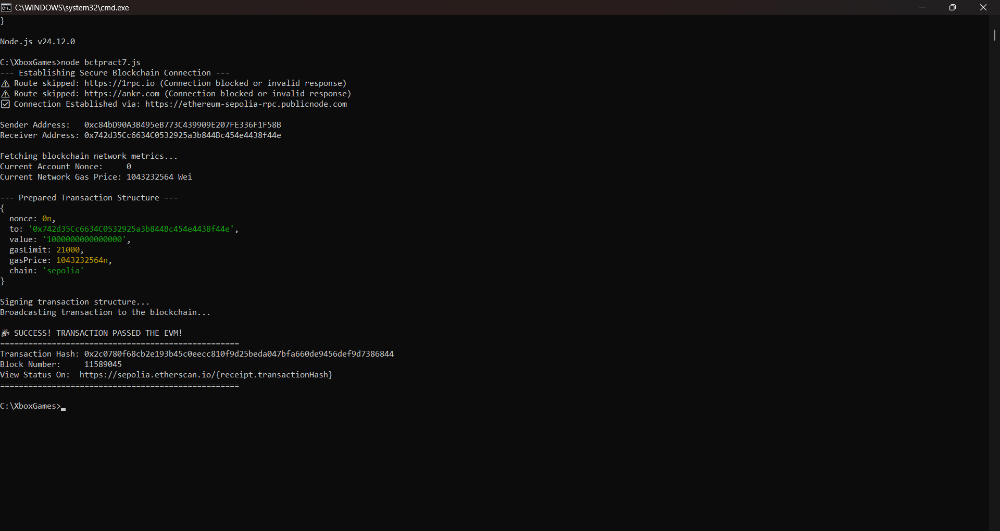 C:\WINDOWS\system32\cmd.exe
}
Node.js v24.12.0
C:\XboxGames>node bctpract7.js
--- Establishing Secure Blockchain Connection ---
⚠ Route skipped: https://1rpc.io (Connection blocked or invalid response)
⚠ Route skipped: https://ankr.com (Connection blocked or invalid response)
☑ Connection Established via: https://ethereum-sepolia-rpc.publicnode.com
Sender Address:   0xc84bD90A3B495eB773C439909E207FE336F1F58B
Receiver Address: 0x742d35Cc6634C0532925a3b844Bc454e4438f44e
Fetching blockchain network metrics...
Current Account Nonce:     0
Current Network Gas Price: 1043232564 Wei
--- Prepared Transaction Structure ---
{
  nonce: 0n,
  to: '0x742d35Cc6634C0532925a3b844Bc454e4438f44e',
  value: '1000000000000000',
  gasLimit: 21000,
  gasPrice: 1043232564n,
  chain: 'sepolia'
}
Signing transaction structure...
Broadcasting transaction to the blockchain...
🎉 SUCCESS! TRANSACTION PASSED THE EVM!
===================================================
Transaction Hash: 0x2c0780f68cb2e193b45c0eecc810f9d25beda047bfa660de9456def9d7386844
Block Number:     11589045
View Status On:  https://sepolia.etherscan.io/{receipt.transactionHash}
===================================================
C:\XboxGames>